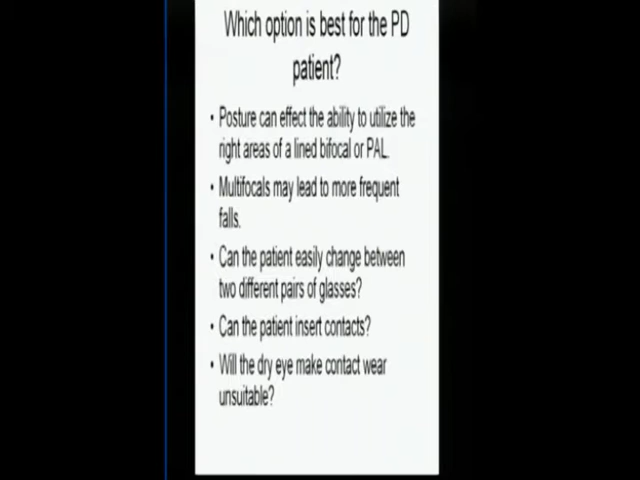 Which option is best for the PD
patient?
• Posture can effect the ability to utilize the
right areas of a lined bifocal or PAL.
• Multifocals may lead to more frequent
falls.
• Can the patient easily change between
two different pairs of glasses?
• Can the patient insert contacts?
• Will the dry eye make contact wear
unsuitable?